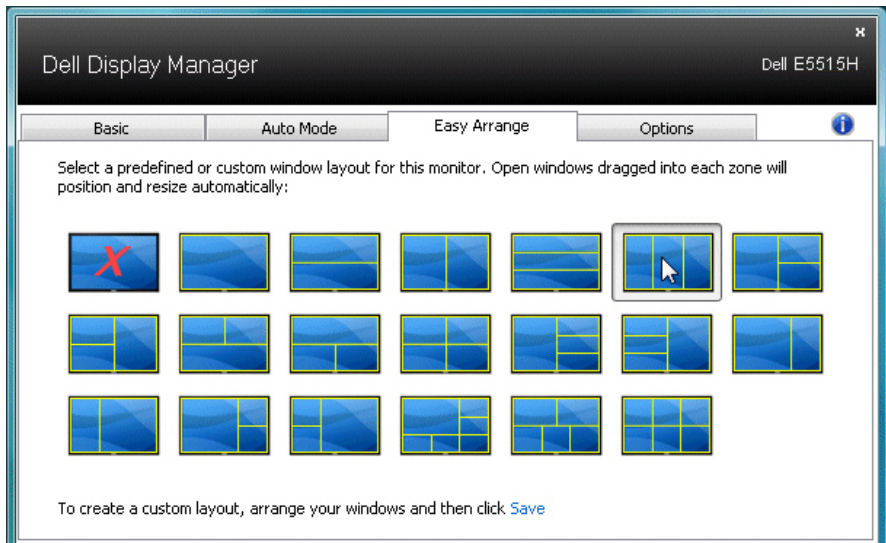 x
Dell Display Manager
Dell E5515H
Basic
Auto Mode
Easy Arrange
Options
i
Select a predefined or custom window layout for this monitor. Open windows dragged into each zone will
position and resize automatically:
X
To create a custom layout, arrange your windows and then click Save